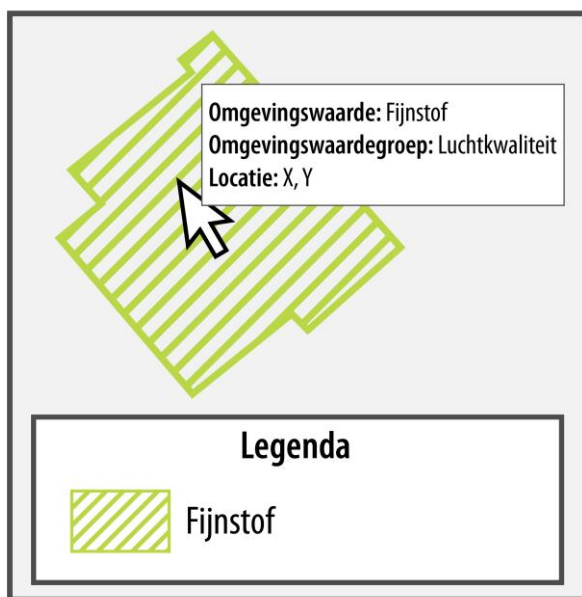 Omgevingswaarde: Fijnstof
Omgevingswaardegroep: Luchtkwaliteit
Locatie: X, Y
Legenda
Fijnstof